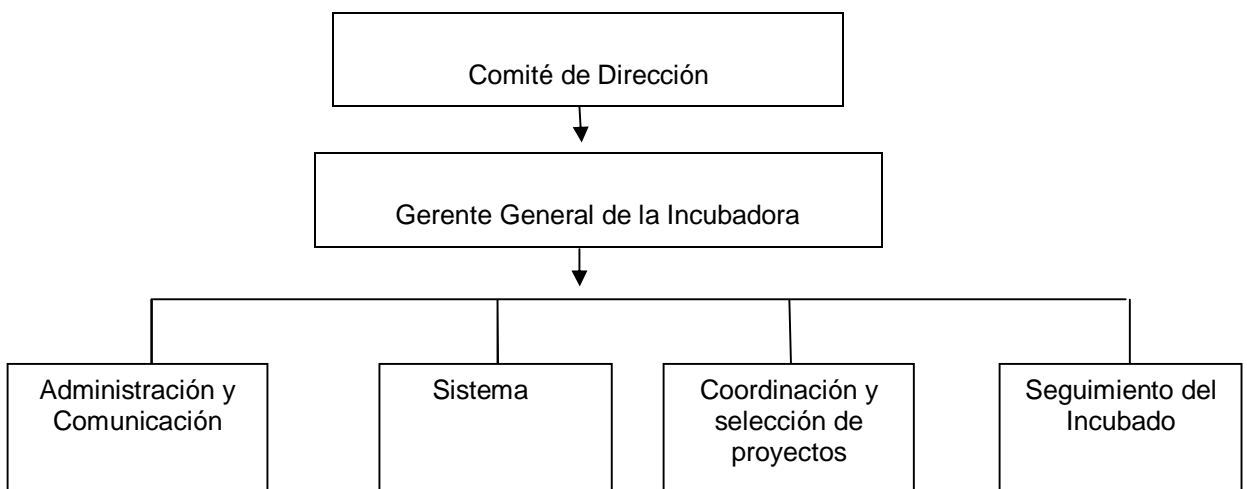 Comité de Dirección
Gerente General de la Incubadora
Administración y
Comunicación
Sistema
Coordinación y
selección de
proyectos
Seguimiento del
Incubado